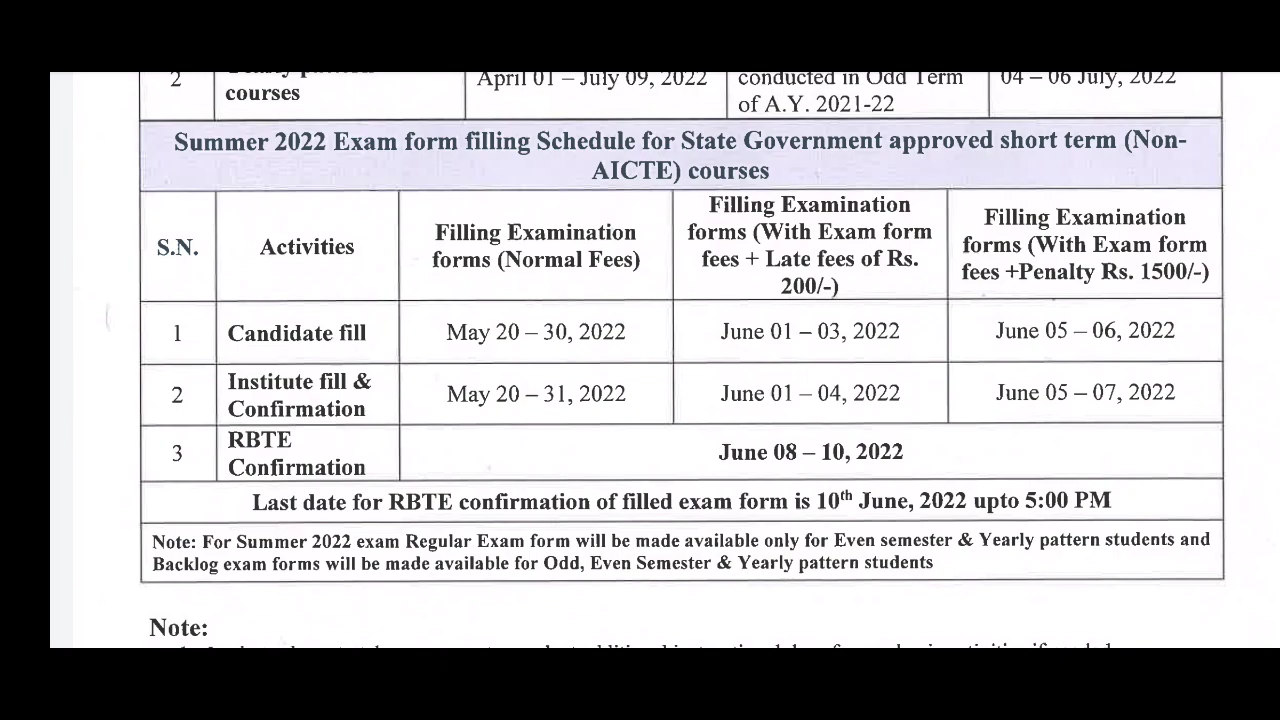 2
courses
April 01 – July 09, 2022
conducted in Odd Term
of A.Y. 2021-22
04 – 06 July, 2022
Summer 2022 Exam form filling Schedule for State Government approved short term (Non-
AICTE) courses
S.N.
Activities
Filling Examination
forms (Normal Fees)
Filling Examination
forms (With Exam form
fees + Late fees of Rs.
200/-)
Filling Examination
forms (With Exam form
fees +Penalty Rs. 1500/-)
1
Candidate fill
May 20 – 30, 2022
June 01 – 03, 2022
June 05 – 06, 2022
2
Institute fill &
Confirmation
May 20 – 31, 2022
June 01 – 04, 2022
June 05 – 07, 2022
3
RBTE
Confirmation
June 08 – 10, 2022
Last date for RBTE confirmation of filled exam form is 10th June, 2022 upto 5:00 PM
Note: For Summer 2022 exam Regular Exam form will be made available only for Even semester & Yearly pattern students and
Backlog exam forms will be made available for Odd, Even Semester & Yearly pattern students
Note: